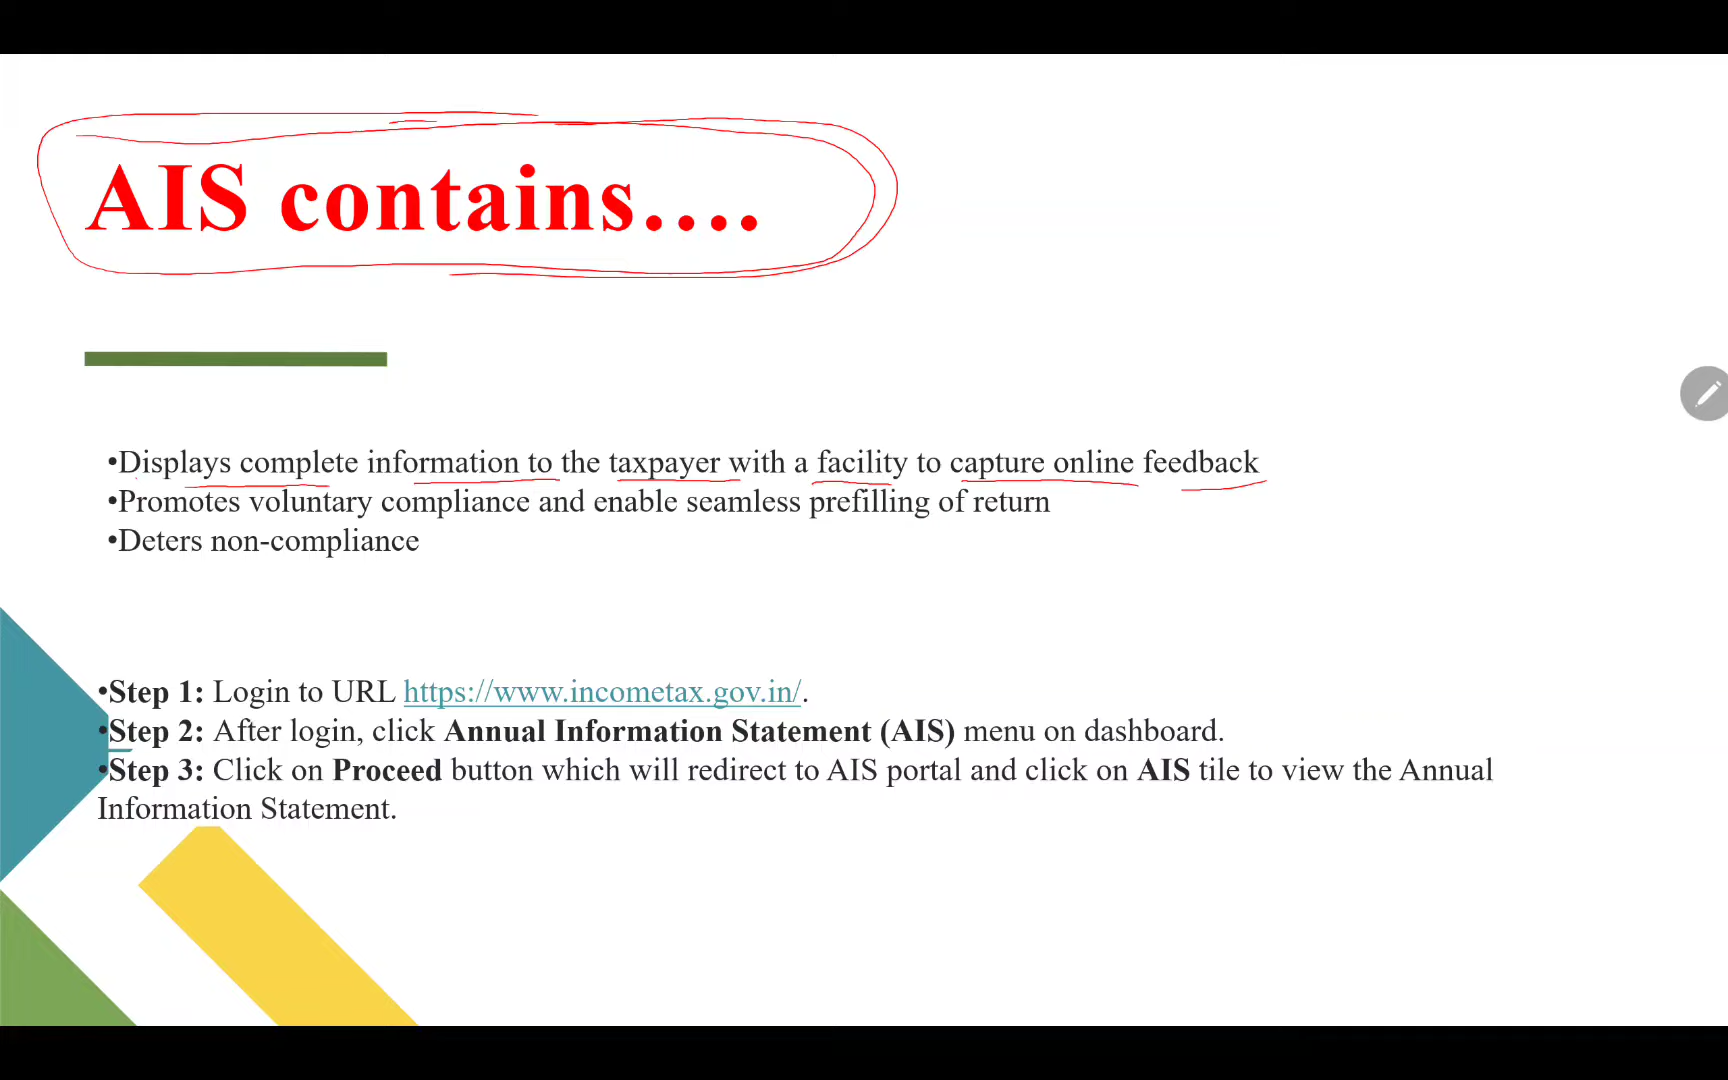 AIS contains....
•Displays complete information to the taxpayer with a facility to capture online feedback
•Promotes voluntary compliance and enable seamless prefilling of return
•Deters non-compliance
•Step 1: Login to URL https://www.incometax.gov.in/.
•Step 2: After login, click Annual Information Statement (AIS) menu on dashboard.
•Step 3: Click on Proceed button which will redirect to AIS portal and click on AIS tile to view the Annual
Information Statement.